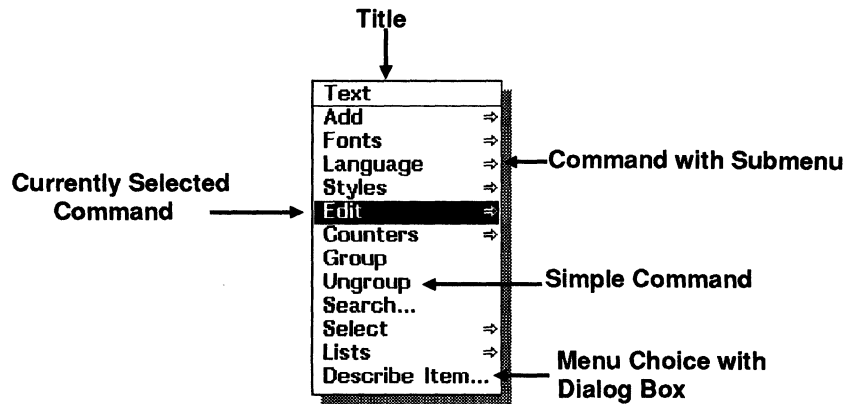 Title
Text
Add
Fonts
Language
Command with Submenu
Styles
Currently Selected
Command
Edit
Counters
Group
Ungroup
Simple Command
Search...
Select
Lists
Describe Item...
Menu Choice with
Dialog Box